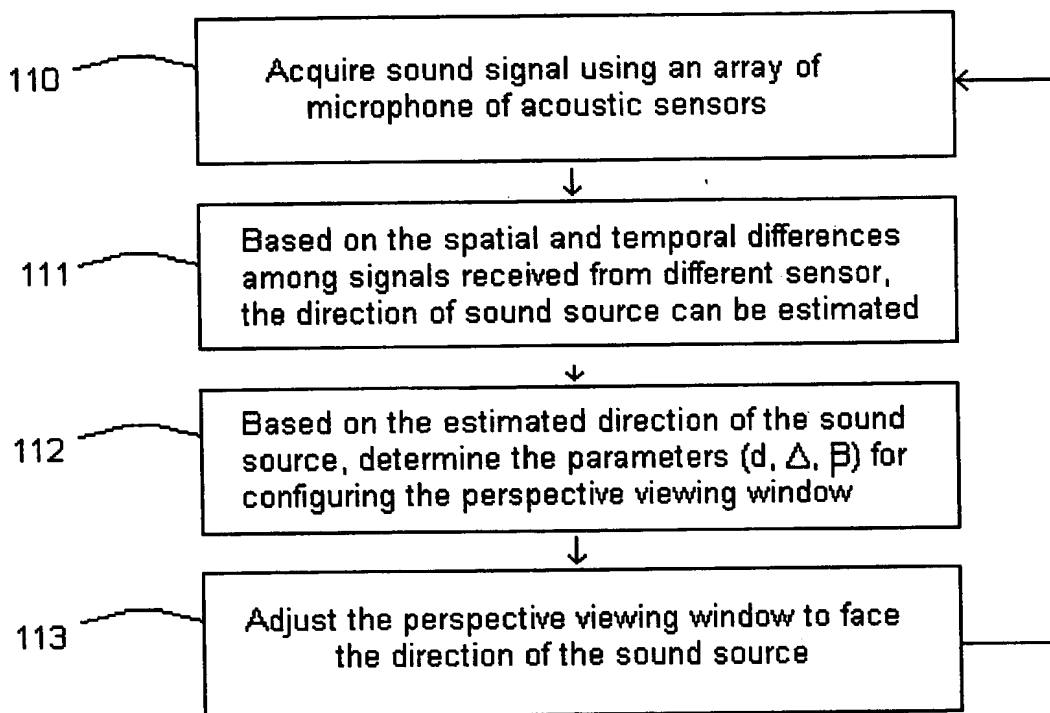 110
Acquire sound signal using an array of
microphone of acoustic sensors
111
Based on the spatial and temporal differences
among signals received from different sensor,
the direction of sound source can be estimated
112
Based on the estimated direction of the sound
source, determine the parameters (d, Δ, β) for
configuring the perspective viewing window
113
Adjust the perspective viewing window to face
the direction of the sound source